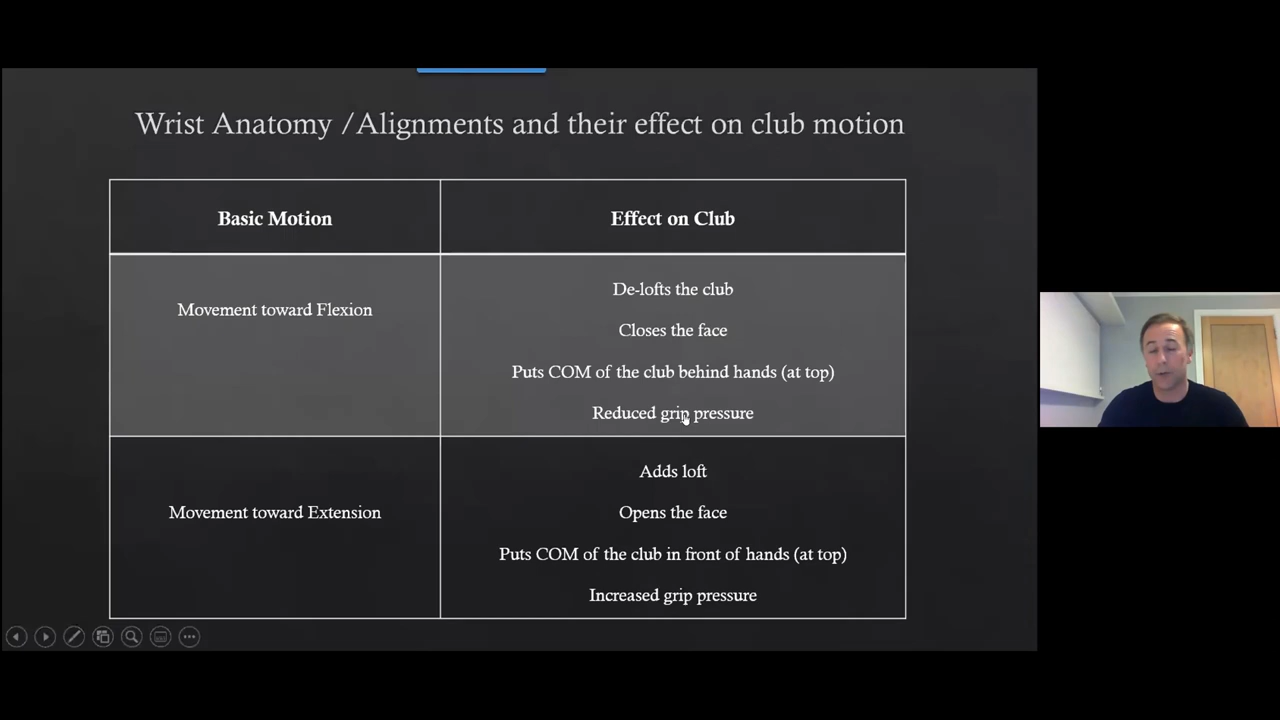 Wrist Anatomy /Alignments and their effect on club motion
Basic Motion
Effect on Club
Movement toward Flexion
De-lofts the club
Closes the face
Puts COM of the club behind hands (at top)
Reduced grip pressure
Movement toward Extension
Adds loft
Opens the face
Puts COM of the club in front of hands (at top)
Increased grip pressure